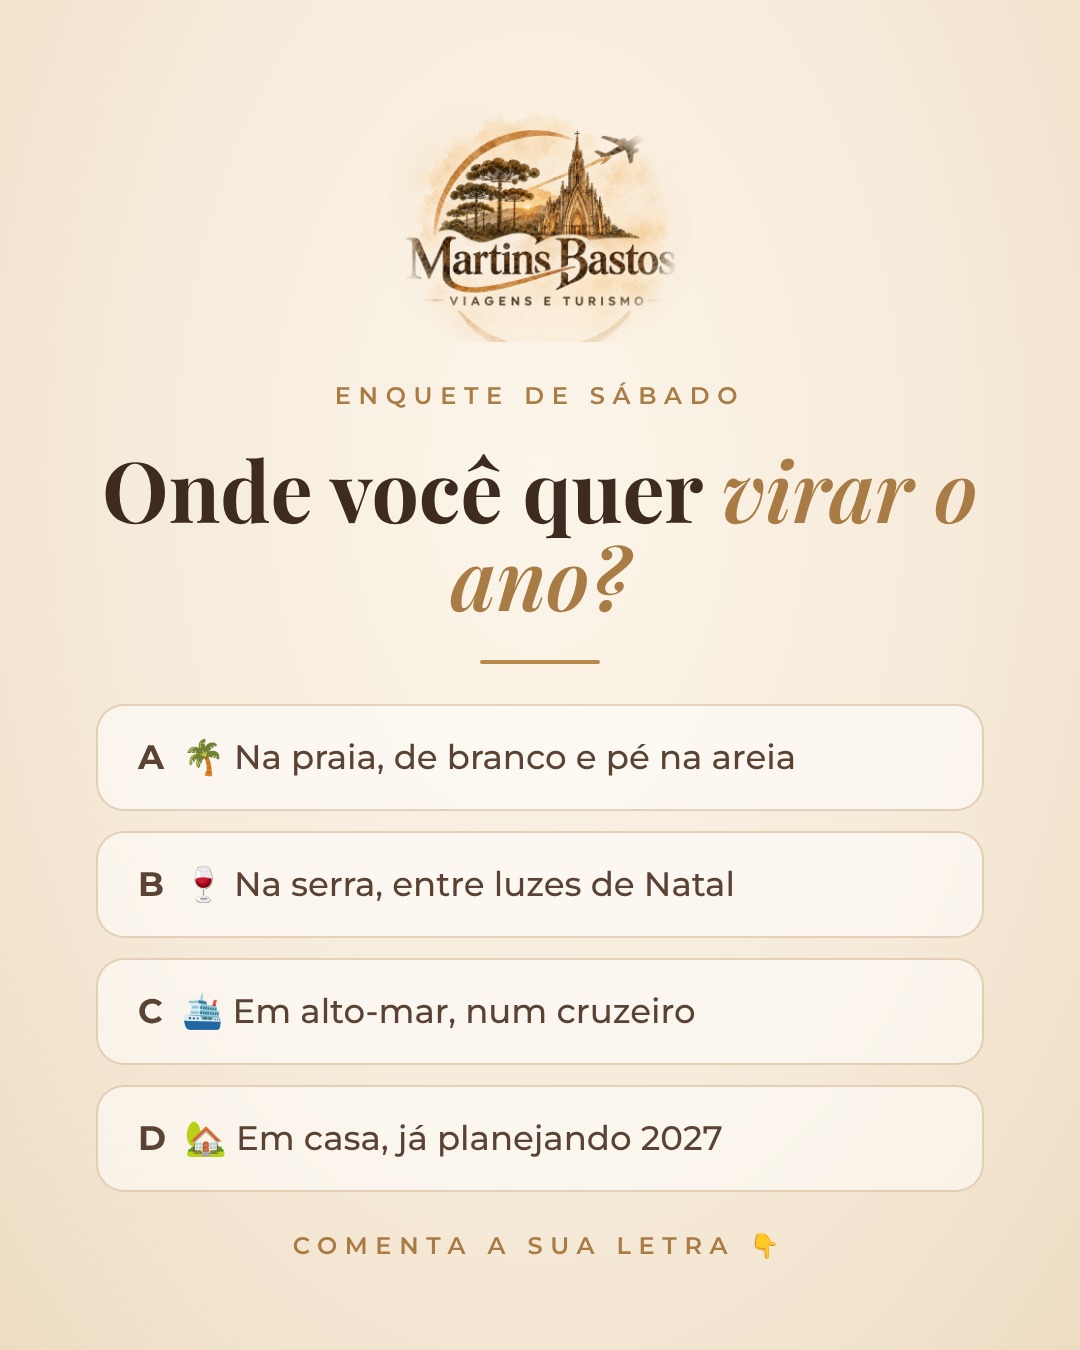 Martins Bastos
VIAGENS E TURISMO
ENQUETE DE SÁBADO
Onde você quer virar o
ano?
A 🌴 Na praia, de branco e pé na areia
B 🍷 Na serra, entre luzes de Natal
C 🛳️ Em alto-mar, num cruzeiro
D 🏡 Em casa, já planejando 2027
COMENTA A SUA LETRA 👇